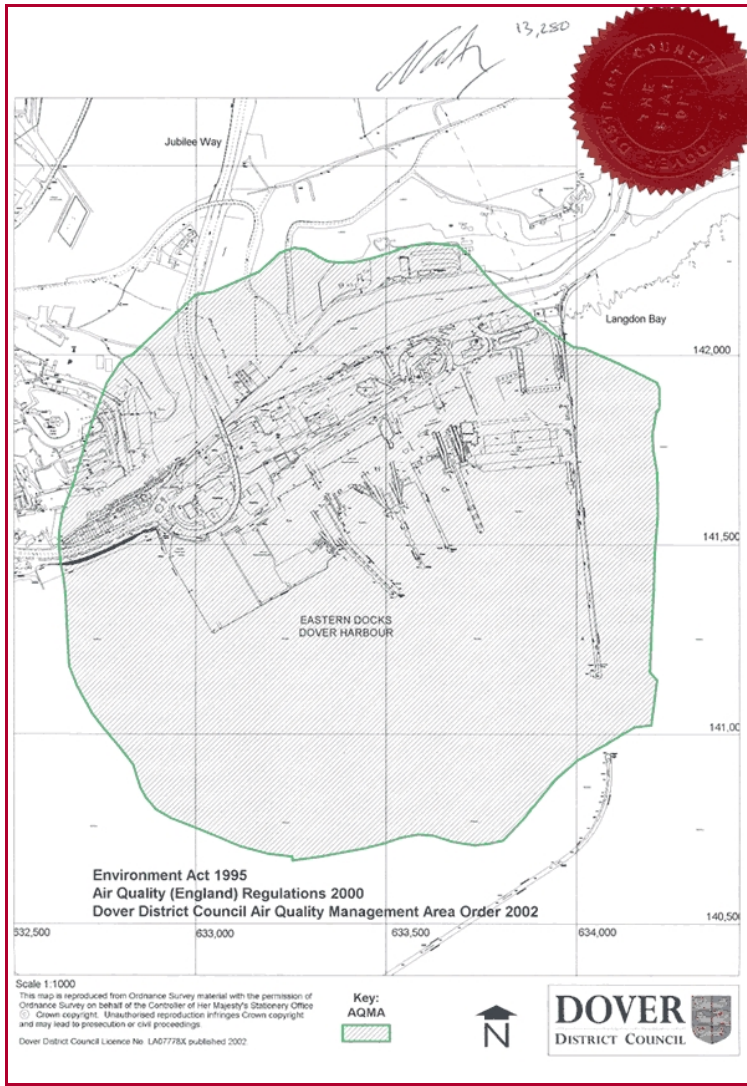 13,280
Jubilee Way
Langdon Bay
142,000
141,500
EASTERN DOCKS
DOVER HARBOUR
141,0
Environment Act 1995
Air Quality (England) Regulations 2000
Dover District Council Air Quality Management Area Order 2002
140,50
632,500
633,000
633,500
634,000
Scale 1:1000
This map is reproduced from Ordnance Survey material with the permission of
Ordnance Survey on behalf of the Controller of Her Majesty's Stationery Office
© Crown copyright. Unauthorised reproduction infringes Crown copyright
and may lead to prosecution or civil proceedings
Dover District Council Licence No. LA07778X published 2002
Key:
AQMA
N
DOVER
DISTRICT COUNCIL